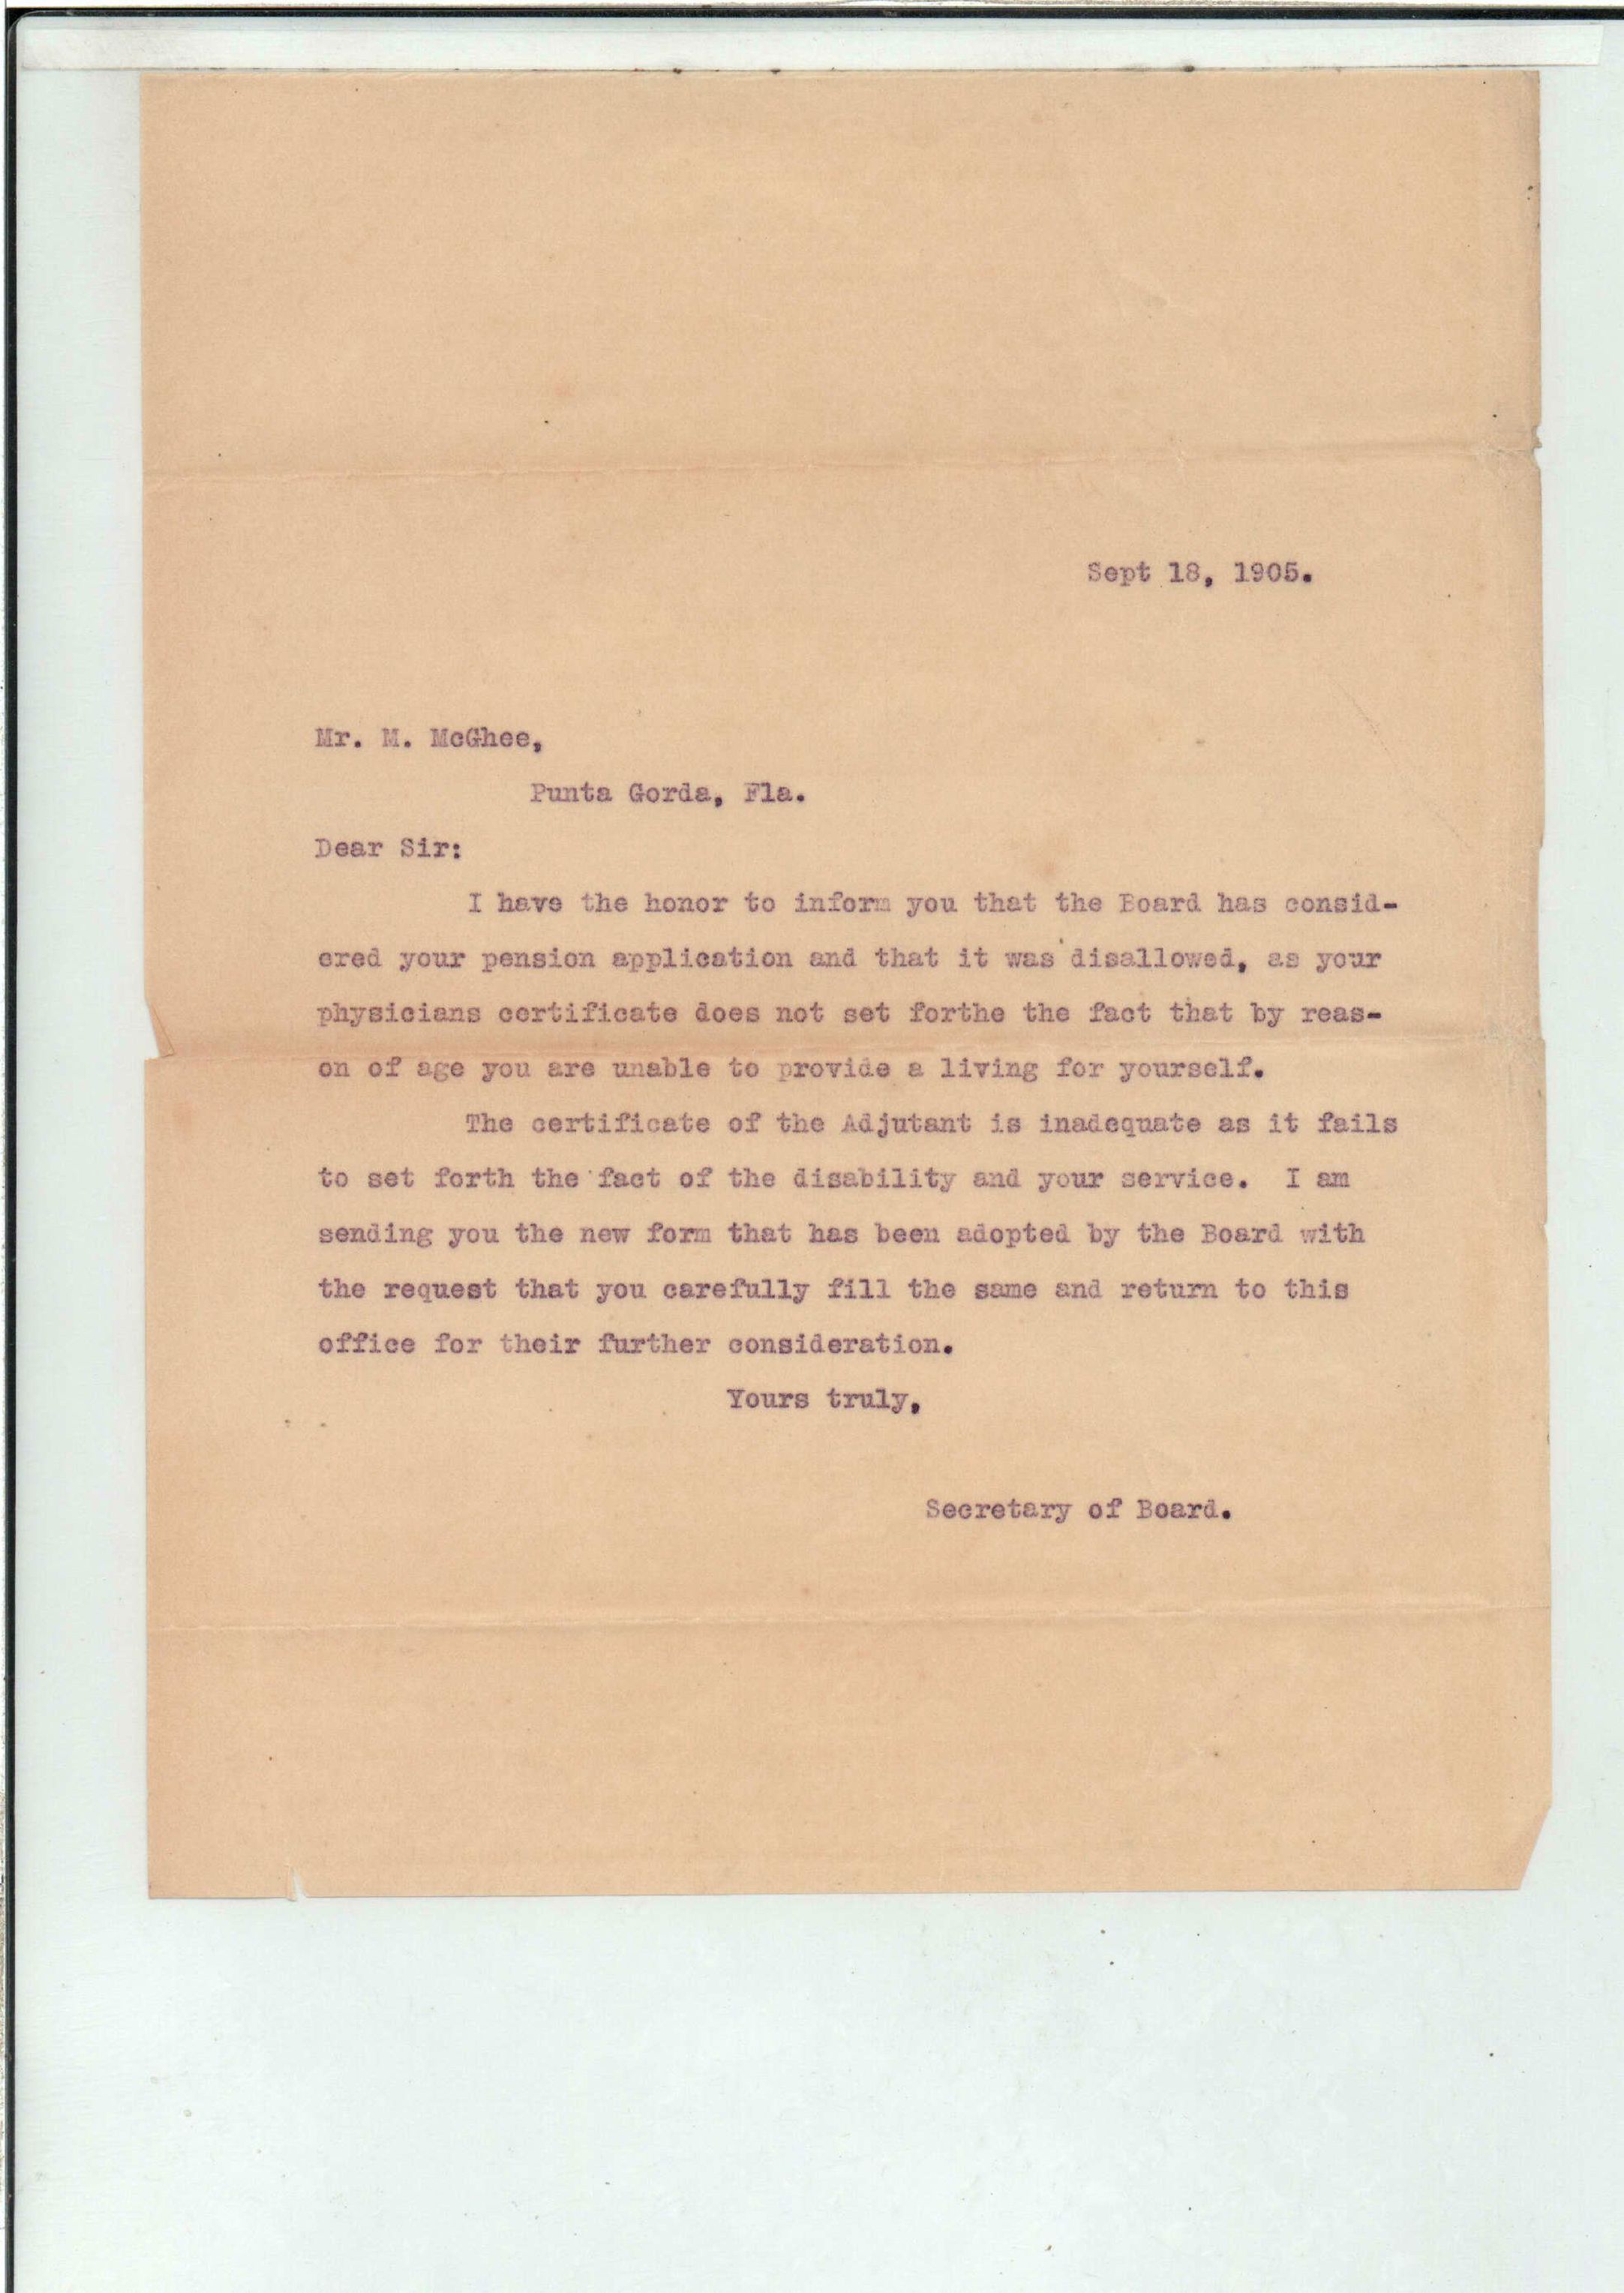 Sept 18, 1905.
Mr. M. McGhee,
Punta Gorda, Fla.
Dear Sir:
I have the honor to inform you that the Board has consid-
ered your pension application and that it was disallowed, as your
physicians certificate does not set forthe the fact that by reas-
on of age you are unable to provide a living for yourself.
The certificate of the Adjutant is inadequate as it fails
to set forth the fact of the disability and your service. I am
sending you the new form that has been adopted by the Board with
the request that you carefully fill the same and return to this
office for their further consideration.
Yours truly,
Secretary of Board.